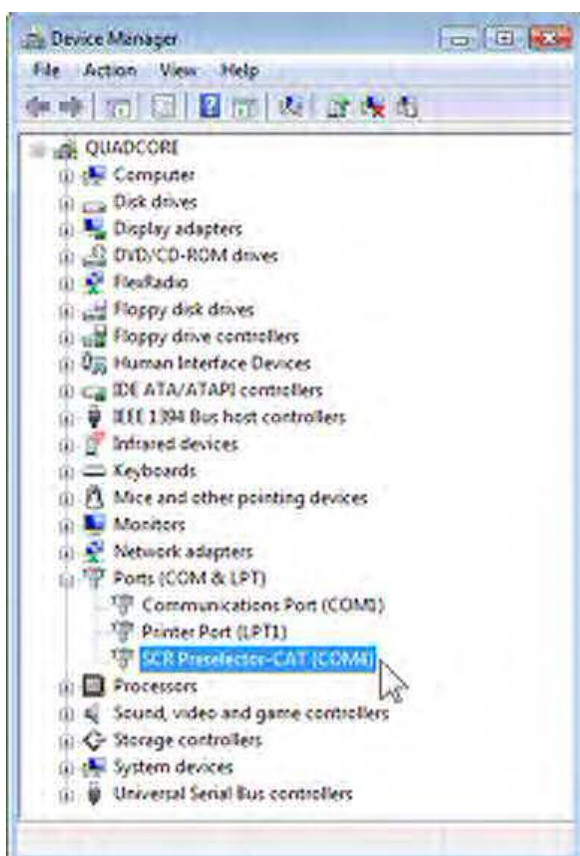 Device Manager
File Action View Help
QUADCORE
Computer
Disk drives
Display adapters
DVD/CD-ROM drives
FlexRadio
Floppy disk drives
Floppy drive controllers
Human Interface Devices
IDE ATA/ATAPI controllers
IEEE 1394 Bus host controllers
Infrared devices
Keyboards
Mice and other pointing devices
Monitors
Network adapters
Ports (COM & LPT)
Communications Port (COM1)
Printer Port (LPT1)
SCR Preselector-CAT (COM4)
Processors
Sound, video and game controllers
Storage controllers
System devices
Universal Serial Bus controllers